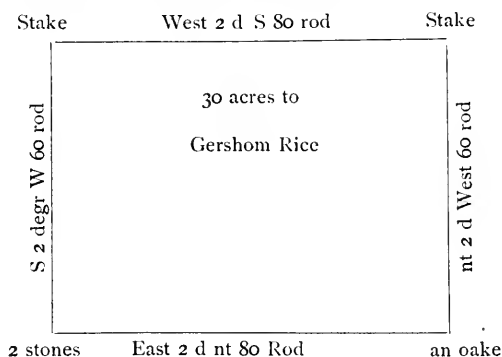 Stake West 2 d S 80 rod Stake
30 acres to
Gershom Rice
S 2 degr W 60 rod
nt 2 d West 60 rod
2 stones East 2 d nt 80 Rod an oake